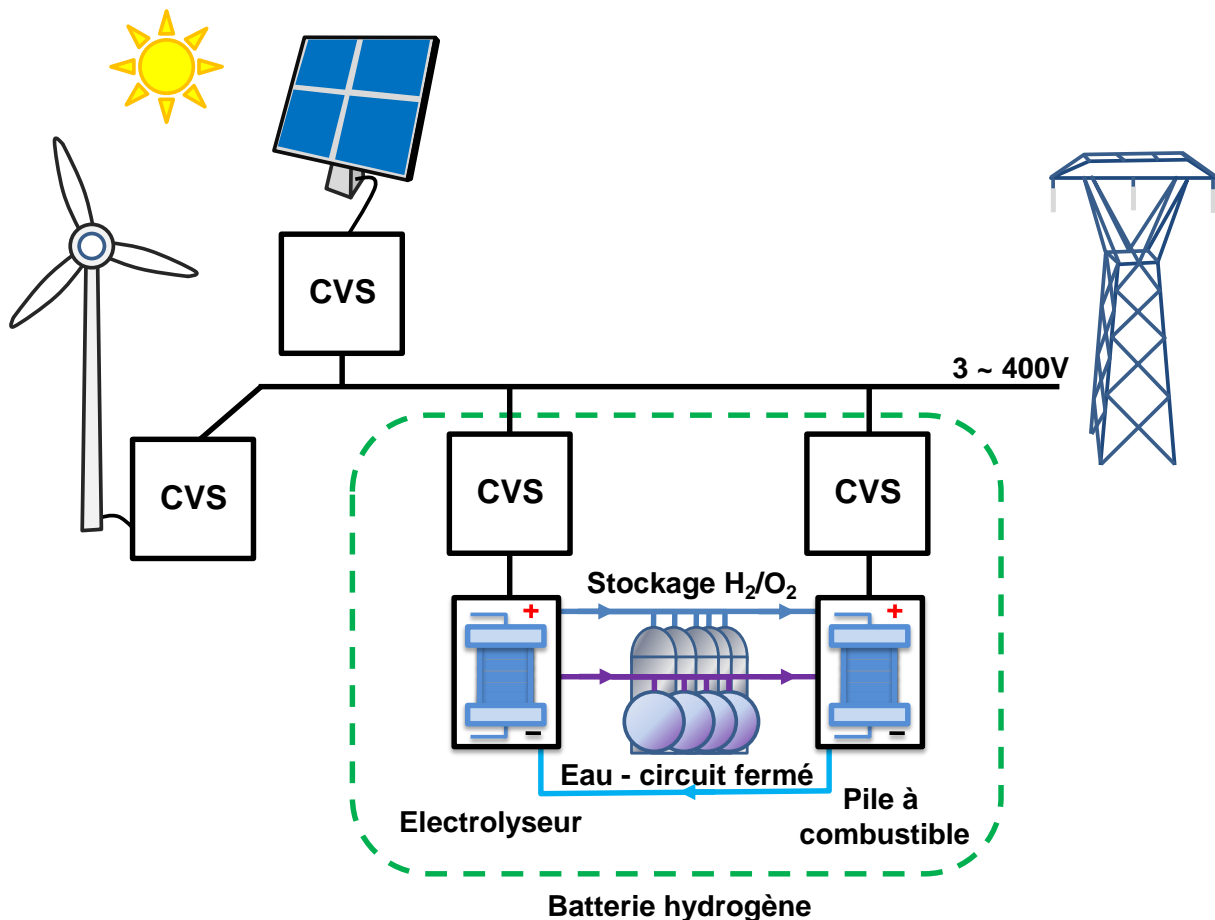 CVS
3 ~ 400V
CVS
CVS
CVS
Stockage H₂/O₂
+
+
-
-
Eau - circuit fermé
Electrolyseur
Pile à
combustible
Batterie hydrogène